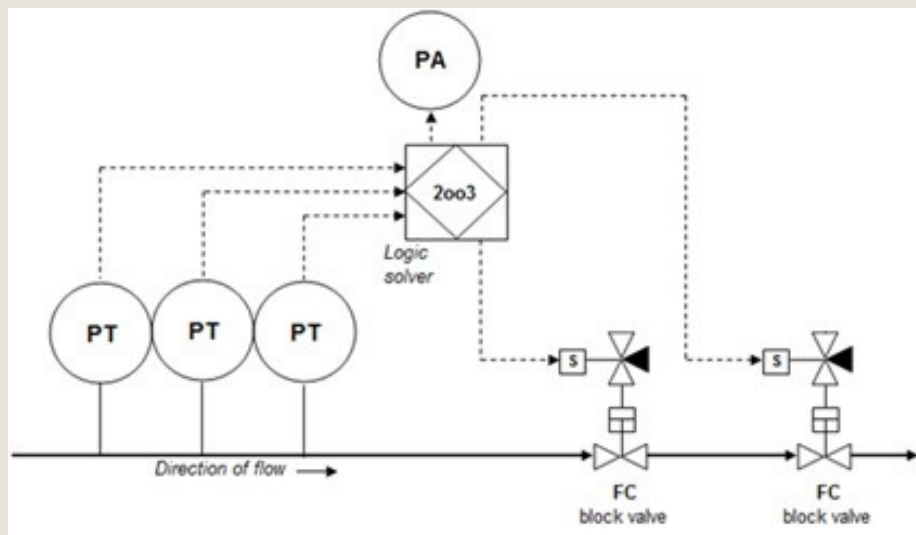 PA
2oo3
Logic
solver
PT
PT
PT
S
S
Direction of flow
FC
block valve
FC
block valve